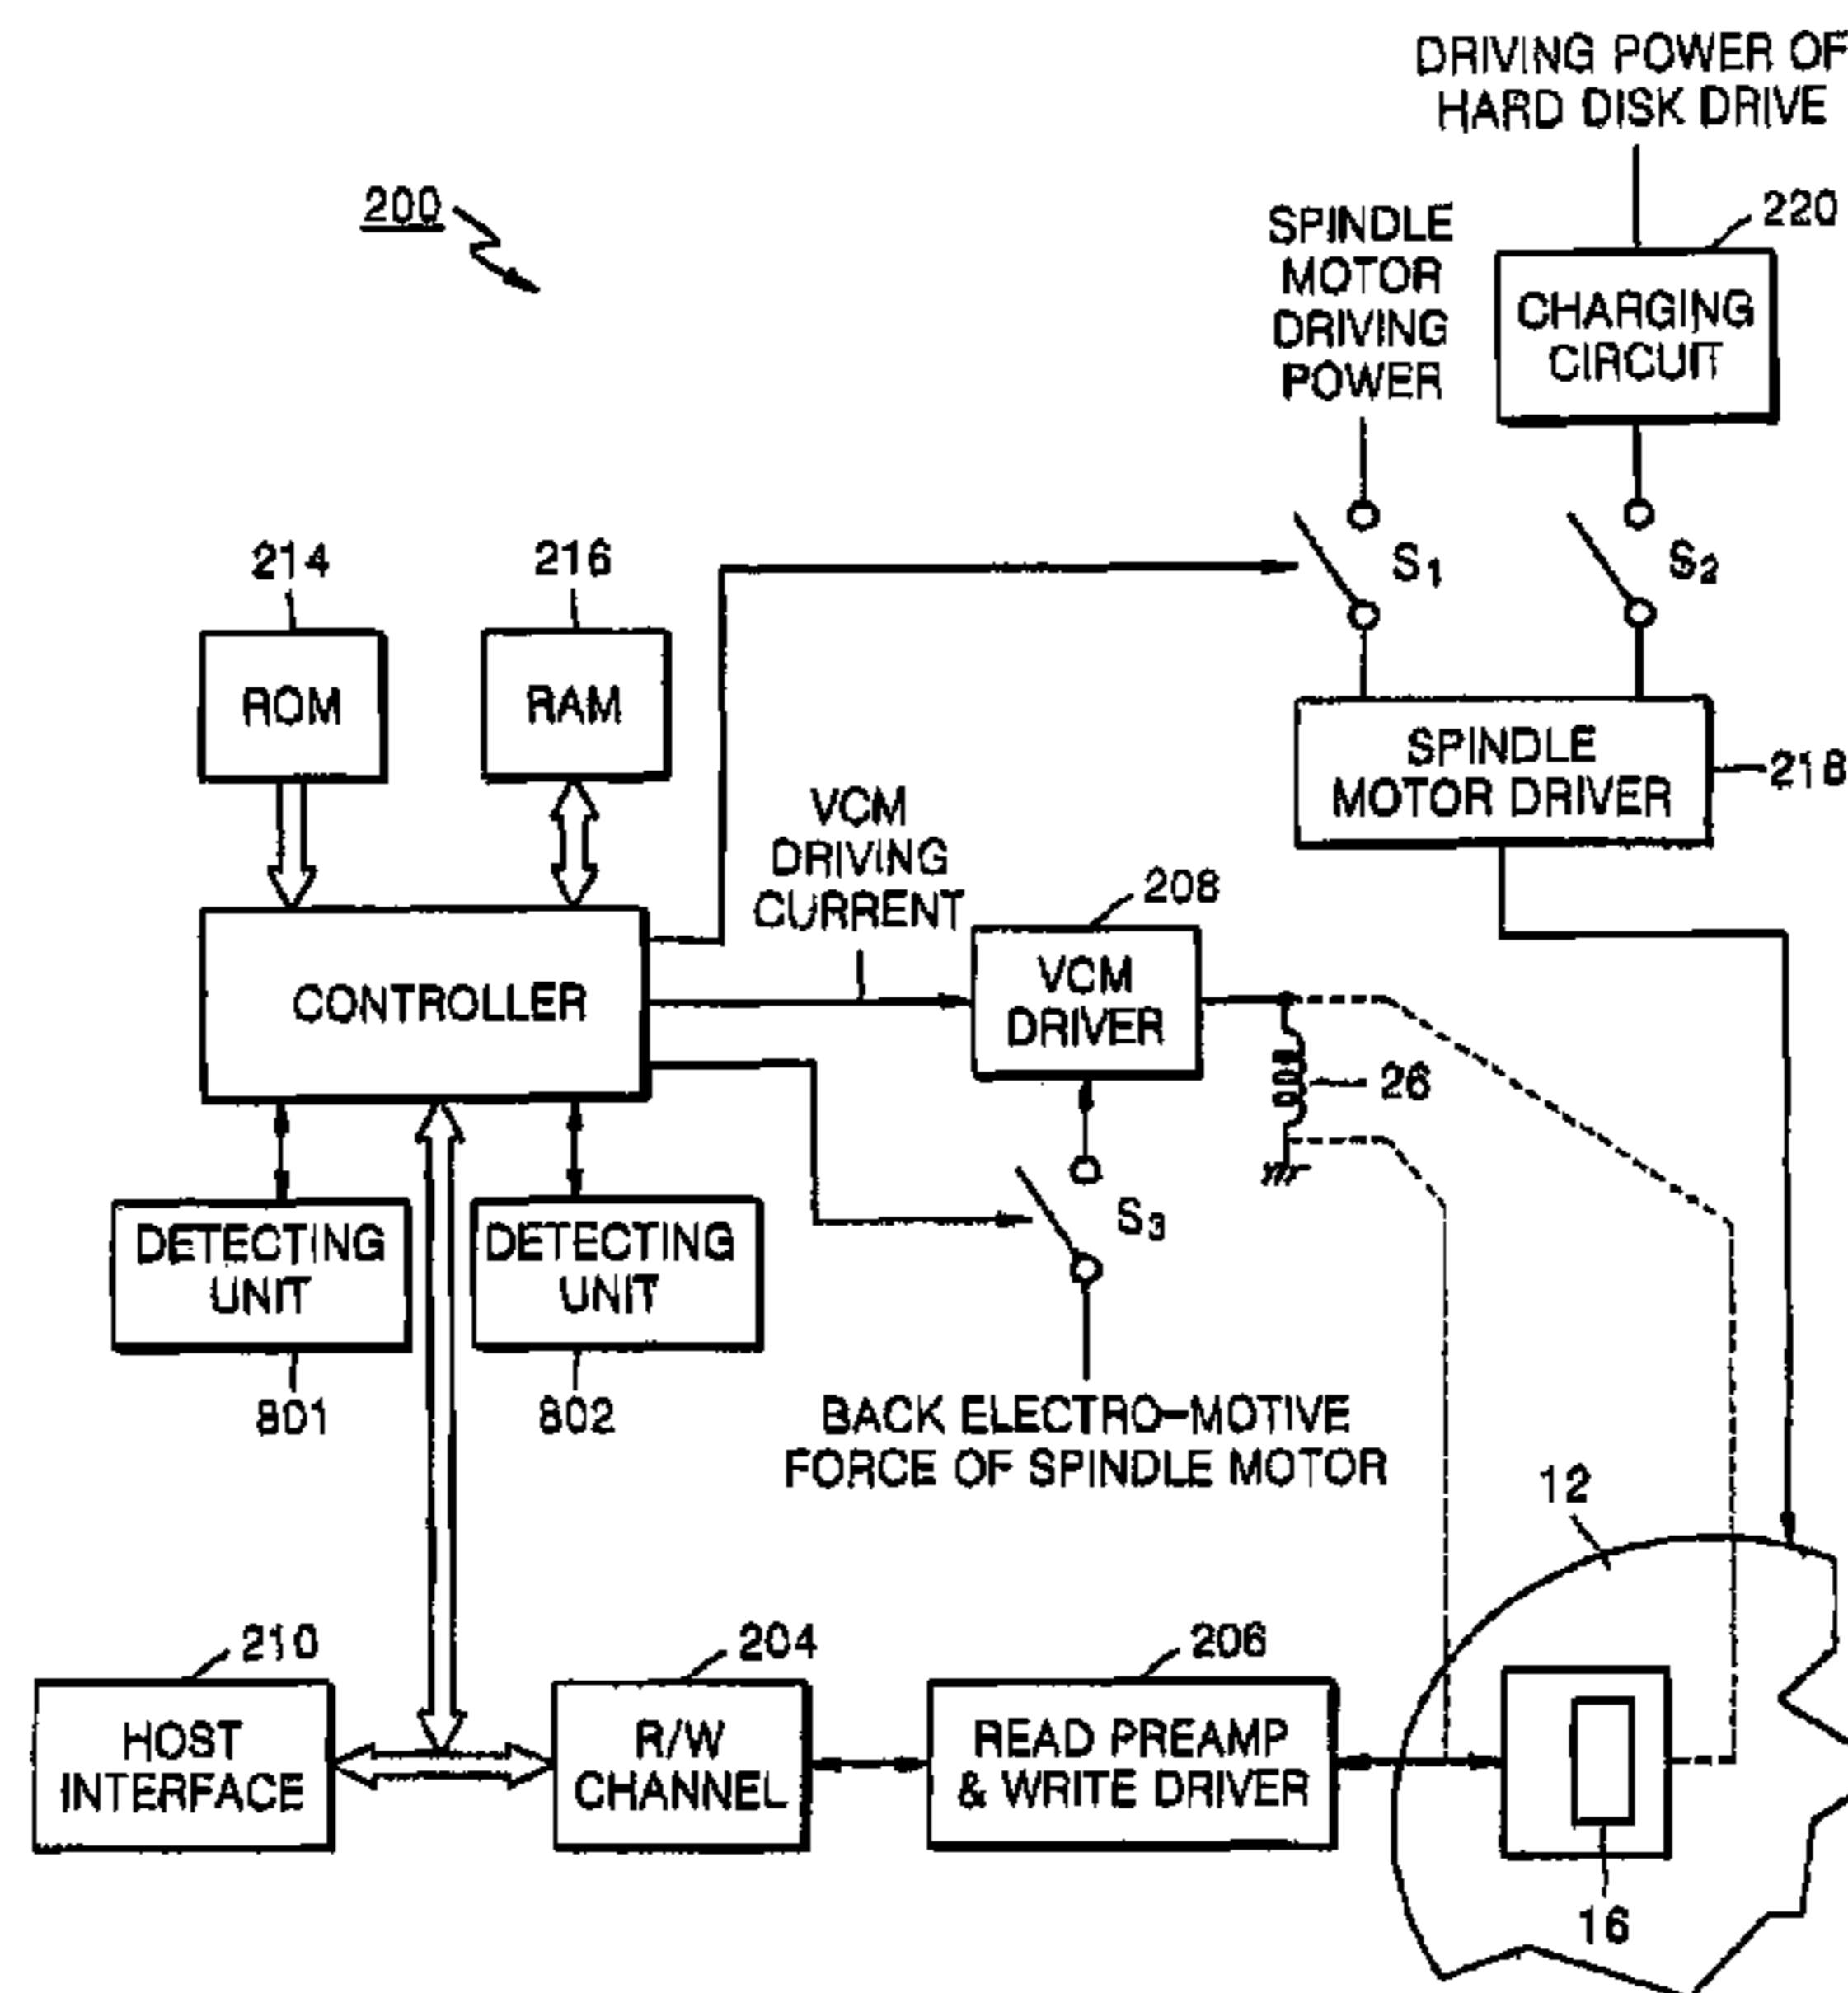 DRIVING POWER OF
HARD DISK DRIVE
200
SPINDLE
MOTOR
DRIVING
POWER
220
CHARGING
CIRCUIT
S1
S2
214
216
ROM
RAM
SPINDLE
MOTOR DRIVER
218
VCM
DRIVING
CURRENT
208
CONTROLLER
VCM
DRIVER
26
S3
DETECTING
UNIT
DETECTING
UNIT
801
802
BACK ELECTRO-MOTIVE
FORCE OF SPINDLE MOTOR
12
210
204
206
HOST
INTERFACE
R/W
CHANNEL
READ PREAMP
& WRITE DRIVER
16